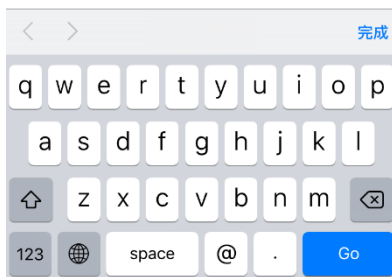 完成
q w e r t y u i o p
a s d f g h j k l
z x c v b n m
123 space @ . Go